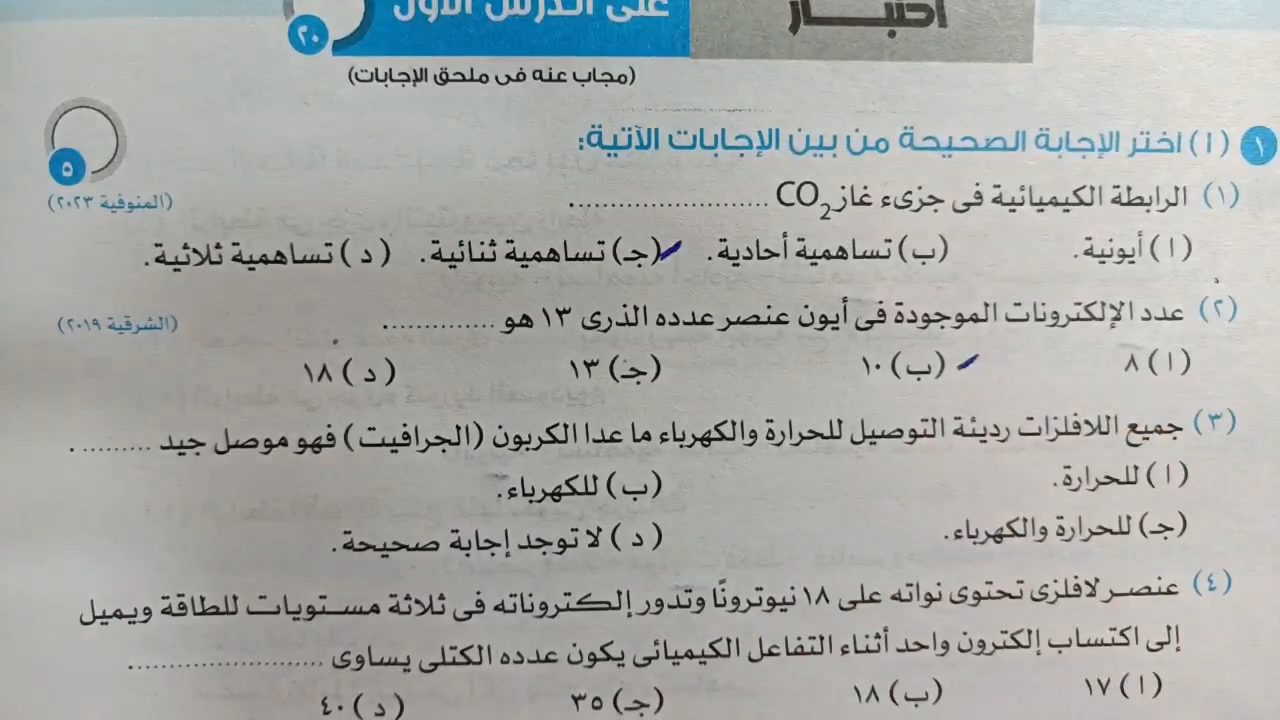 اختبار
على الدرس الأول
٢٠
(مجاب عنه فى ملحق الإجابات)
١ (١) اختر الإجابة الصحيحة من بين الإجابات الآتية:
٥
(١) الرابطة الكيميائية فى جزىء غاز CO2 ........................ (المنوفية ٢٠٢٣)
(١) أيونية. (ب) تساهمية أحادية. (جـ) تساهمية ثنائية. (د) تساهمية ثلاثية.
(٢) عدد الإلكترونات الموجودة فى أيون عنصر عدده الذرى ١٣ هو .............. (الشرقية ٢٠١٩)
(١) ٨ (ب) ١٠ (جـ) ١٣ (د) ١٨
(٣) جميع اللافلزات رديئة التوصيل للحرارة والكهرباء ما عدا الكربون (الجرافيت) فهو موصل جيد .......... .
(١) للحرارة. (ب) للكهرباء.
(جـ) للحرارة والكهرباء. (د) لا توجد إجابة صحيحة.
(٤) عنصر لافلزى تحتوى نواته على ١٨ نيوترونًا وتدور إلكتروناته فى ثلاثة مستويات للطاقة ويميل
إلى اكتساب إلكترون واحد أثناء التفاعل الكيميائى يكون عدده الكتلى يساوى ........................
(١) ١٧ (ب) ١٨ (جـ) ٣٥ (د) ٤٠